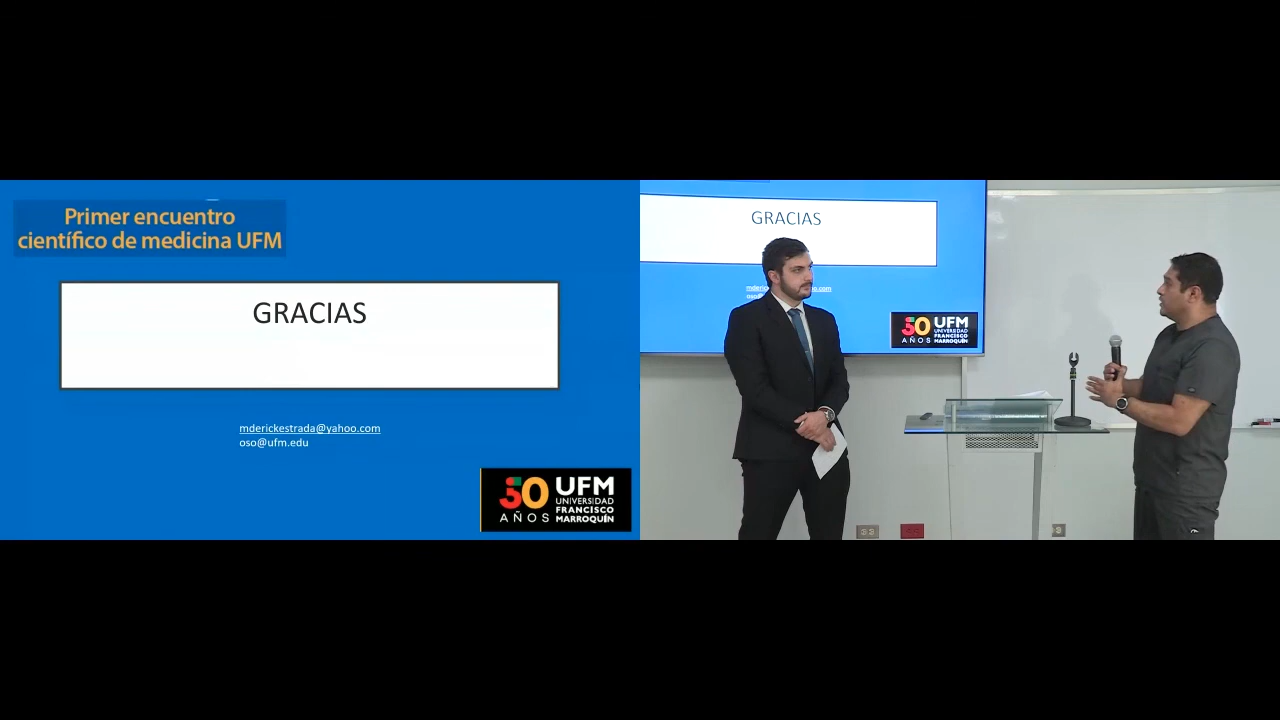 Primer encuentro
científico de medicina UFM
GRACIAS
mderickestrada@yahoo.com
oso@ufm.edu
50 AÑOS
UFM
UNIVERSIDAD
FRANCISCO
MARROQUÍN
GRACIAS
50 AÑOS
UFM
UNIVERSIDAD
FRANCISCO
MARROQUÍN